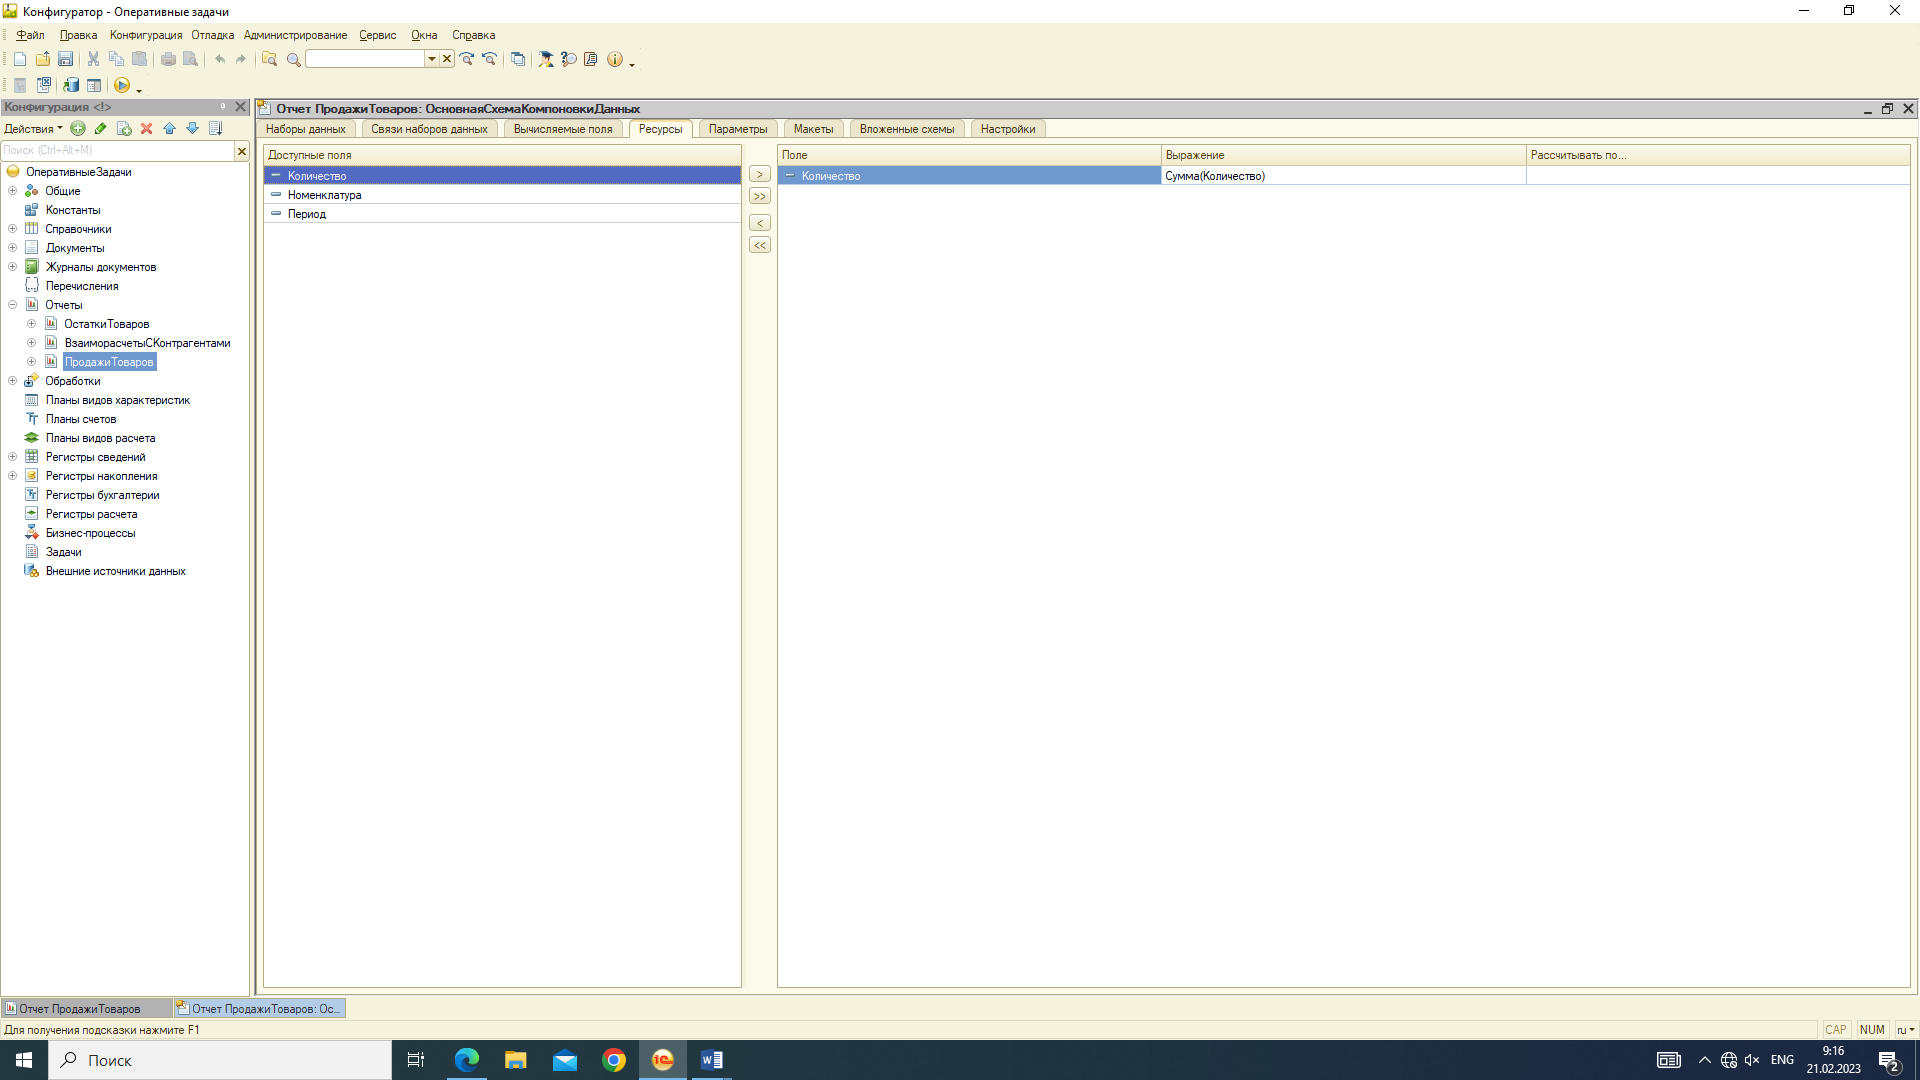 Конфигуратор - Оперативные задачи
Файл Правка Конфигурация Отладка Администрирование Сервис Окна Справка
Конфигурация <!>
Действия
Поиск (Ctrl+Alt+M)
ОперативныеЗадачи
Общие
Константы
Справочники
Документы
Журналы документов
Перечисления
Отчеты
ОстаткиТоваров
ВзаиморасчетыСКонтрагентами
ПродажиТоваров
Обработки
Планы видов характеристик
Планы счетов
Планы видов расчета
Регистры сведений
Регистры накопления
Регистры бухгалтерии
Регистры расчета
Бизнес-процессы
Задачи
Внешние источники данных
Отчет ПродажиТоваров: ОсновнаяСхемаКомпоновкиДанных
Наборы данных Связи наборов данных Вычисляемые поля Ресурсы Параметры Макеты Вложенные схемы Настройки
Доступные поля
Количество
Номенклатура
Период
>
>>
<
<<
Поле Выражение Рассчитывать по...
Количество Сумма(Количество)
Отчет ПродажиТоваров Отчет ПродажиТоваров: Ос...
Для получения подсказки нажмите F1
CAP NUM ru
Поиск
ENG
9:16
21.02.2023
2